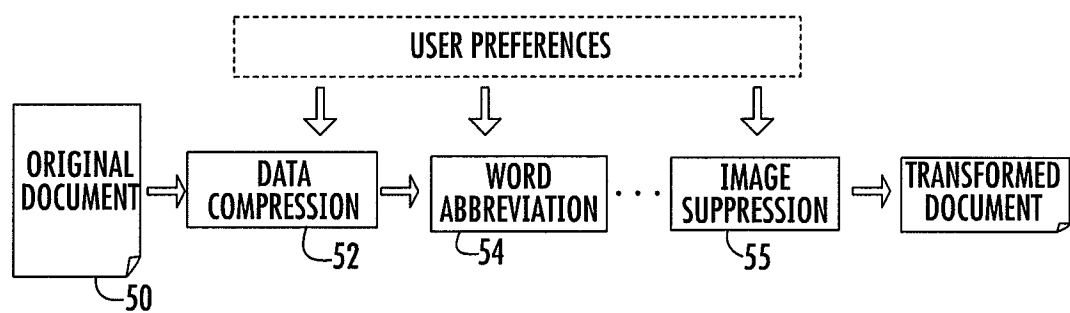 USER PREFERENCES
ORIGINAL
DOCUMENT
DATA
COMPRESSION
WORD
ABBREVIATION
. . .
IMAGE
SUPPRESSION
TRANSFORMED
DOCUMENT
50
52
54
55